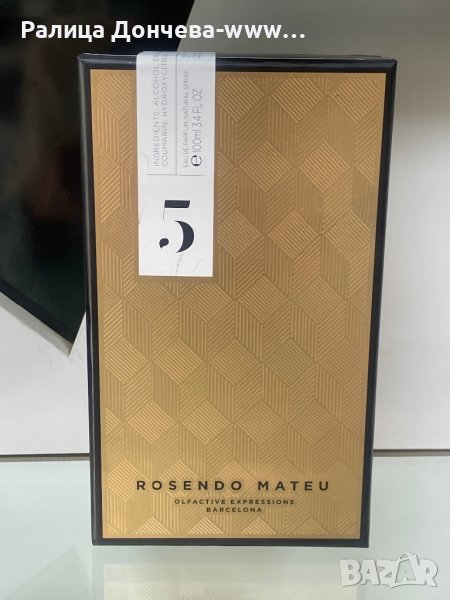 Ралица Дончева-www...
INGREDIENTS: ALCOHOL D
COUMARIN, HYDROXYCITR
EAU DE PARFUM NATURAL SPRAY
e 100ml 3.4 FL OZ
5
ROSENDO MATEU
OLFACTIVE EXPRESSIONS
BARCELONA
BAZAR